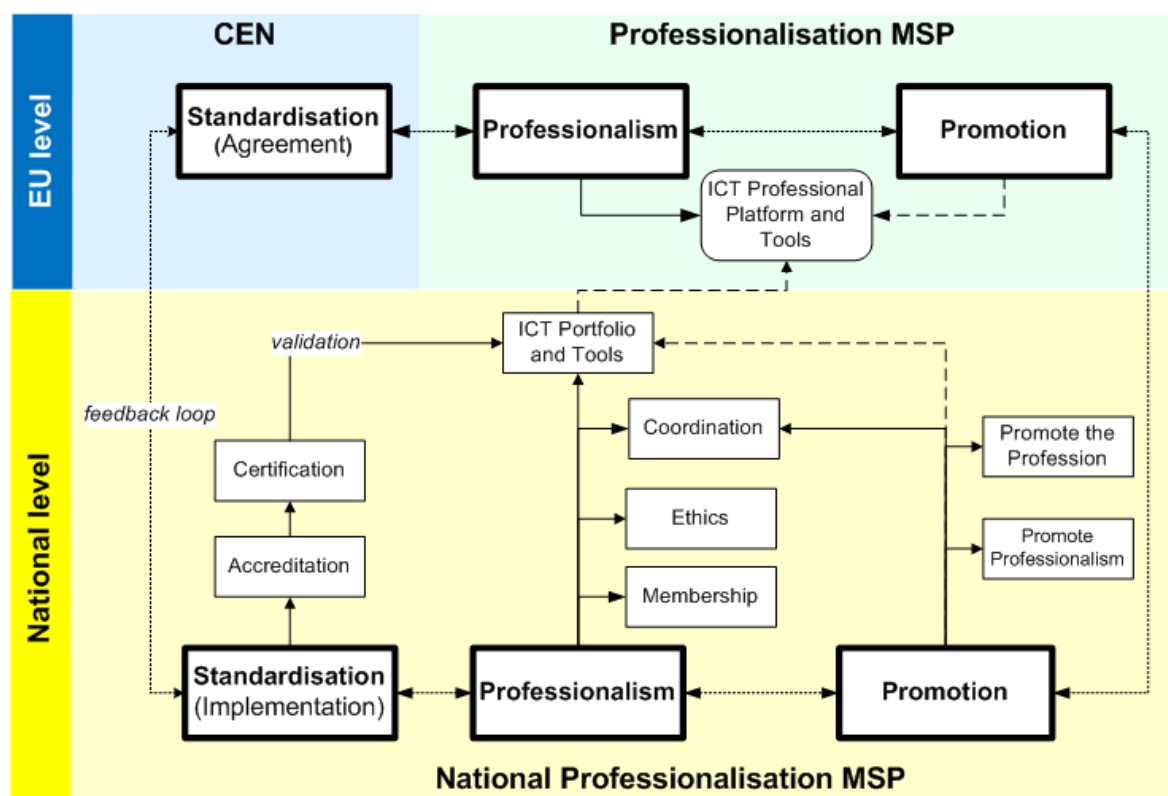 CEN
Professionalisation MSP
EU level
Standardisation
(Agreement)
Professionalism
Promotion
ICT Professional
Platform and
Tools
National level
validation
ICT Portfolio
and Tools
feedback loop
Coordination
Promote the
Profession
Certification
Ethics
Promote
Professionalism
Accreditation
Membership
Standardisation
(Implementation)
Professionalism
Promotion
National Professionalisation MSP